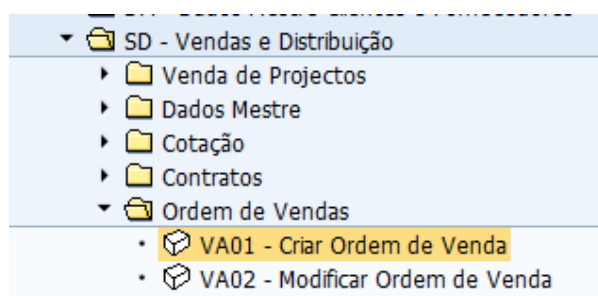 SD - Vendas e Distribuição
Venda de Projectos
Dados Mestre
Cotação
Contratos
Ordem de Vendas
VA01 - Criar Ordem de Venda
VA02 - Modificar Ordem de Venda